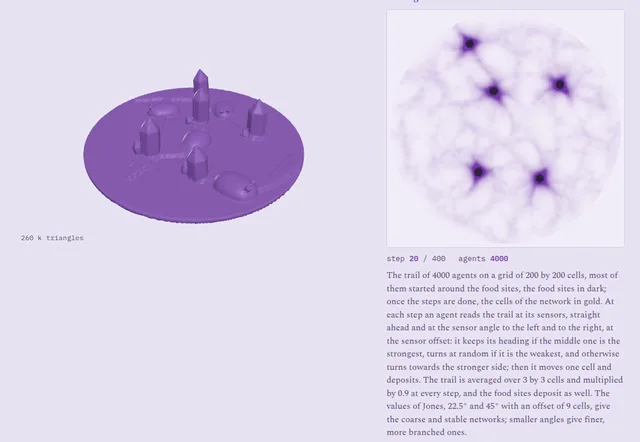 260 k triangles
step 20 / 400 agents 4000
The trail of 4000 agents on a grid of 200 by 200 cells, most of
them started around the food sites, the food sites in dark;
once the steps are done, the cells of the network in gold. At
each step an agent reads the trail at its sensors, straight
ahead and at the sensor angle to the left and to the right, at
the sensor offset: it keeps its heading if the middle one is the
strongest, turns at random if it is the weakest, and otherwise
turns towards the stronger side; then it moves one cell and
deposits. The trail is averaged over 3 by 3 cells and multiplied
by 0.9 at every step, and the food sites deposit as well. The
values of Jones, 22.5° and 45° with an offset of 9 cells, give
the coarse and stable networks; smaller angles give finer,
more branched ones.